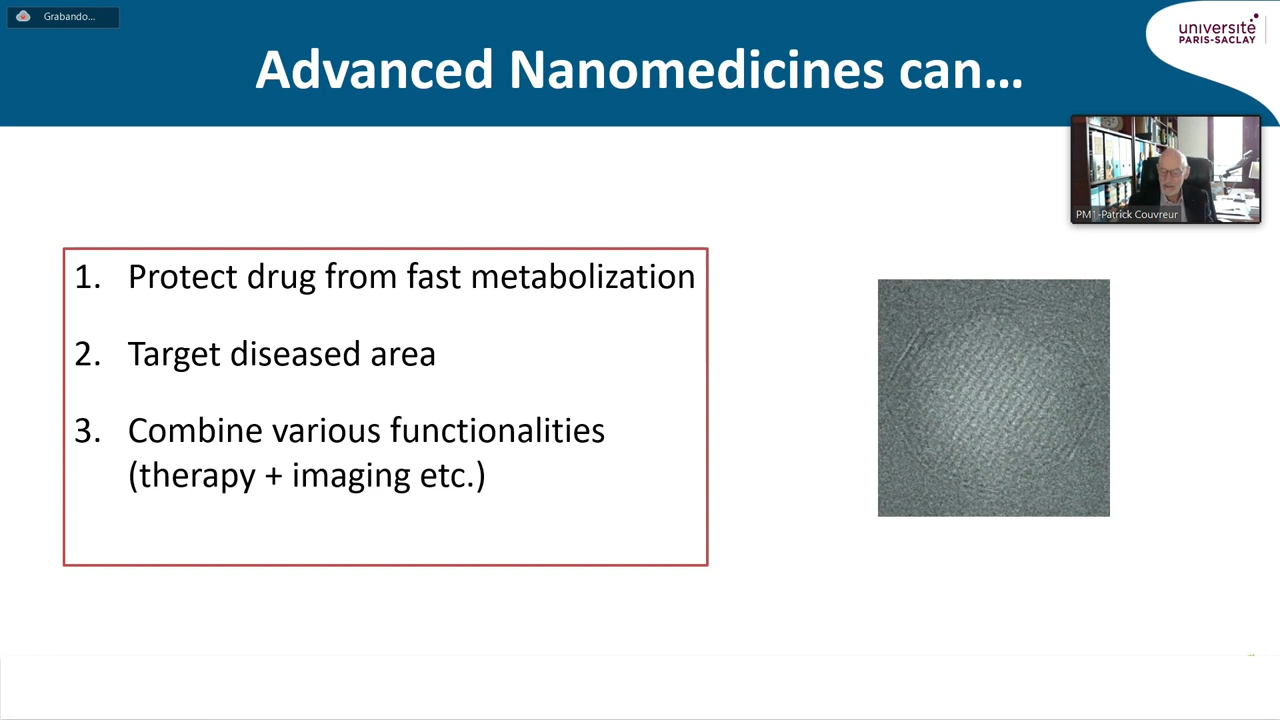 Grabando...
Advanced Nanomedicines can…
université
PARIS-SACLAY
PM1-Patrick Couvreur
1. Protect drug from fast metabolization
2. Target diseased area
3. Combine various functionalities
(therapy + imaging etc.)